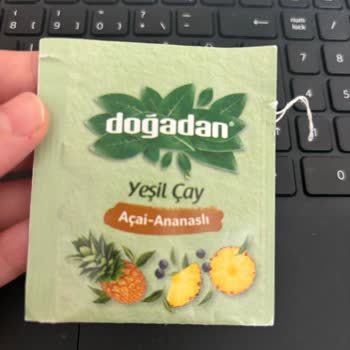 doğadan®
Yeşil Çay
Açai-Ananaslı
num
lock